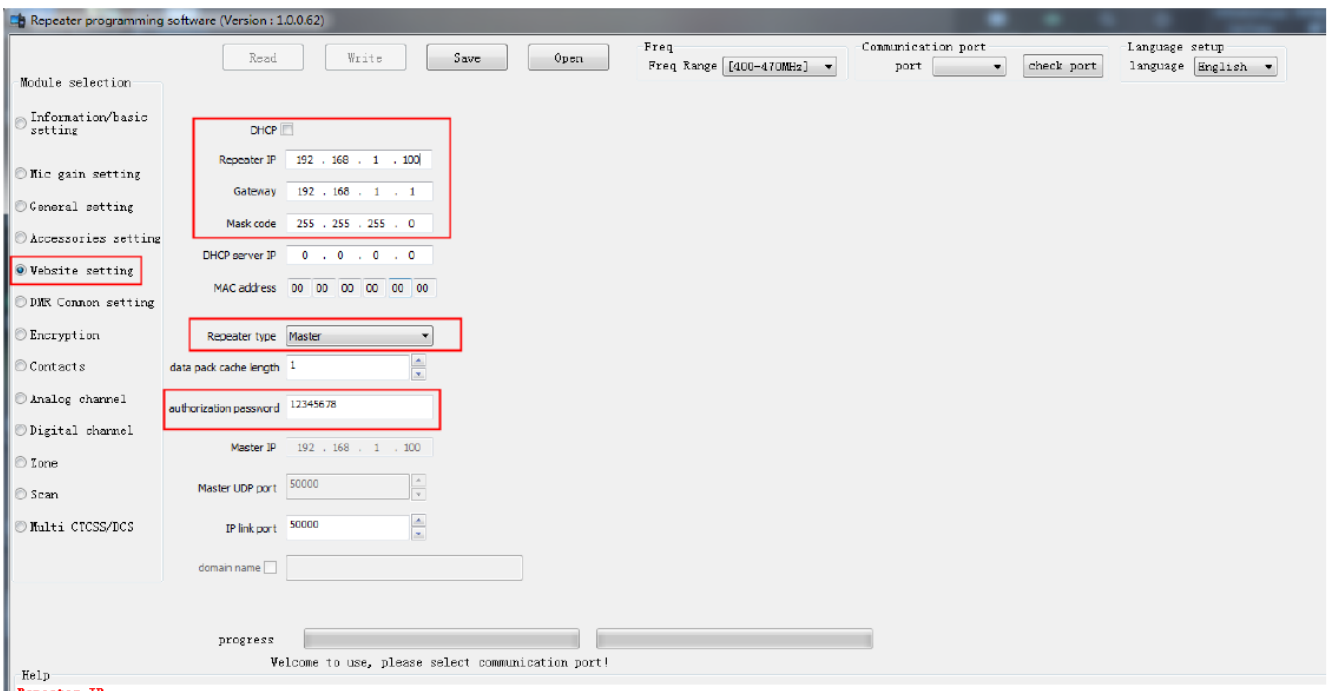 Repeater programming software (Version : 1.0.0.62)
Read Write Save Open
Freq
Freq Range [400-470MHz]
Communication port
port check port
Language setup
language English
Module selection
Information/basic
setting
Mic gain setting
General setting
Accessories setting
Website setting
DMR Common setting
Encryption
Contacts
Analog channel
Digital channel
Zone
Scan
Multi CTCSS/DCS
DHCP
Repeater IP 192 . 168 . 1 . 100
Gateway 192 . 168 . 1 . 1
Mask code 255 . 255 . 255 . 0
DHCP server IP 0 . 0 . 0 . 0
MAC address 00 00 00 00 00 00
Repeater type Master
data pack cache length 1
authorization password 12345678
Master IP 192 . 168 . 1 . 100
Master UDP port 50000
IP link port 50000
domain name
progress
Welcome to use, please select communication port!
Help
Repeater IP